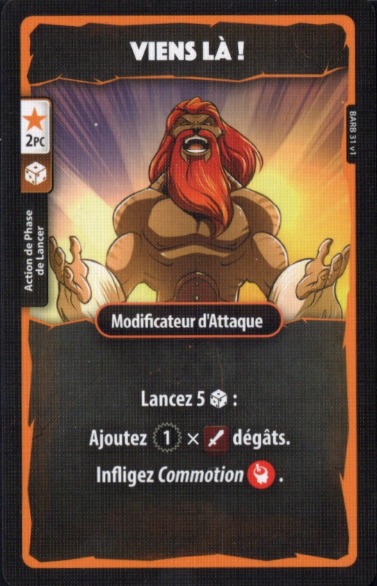 VIENS LÀ !
2PC
BARB 31 v1
Action de Phase
de Lancer
Modificateur d'Attaque
Lancez 5 :
Ajoutez 1 × dégâts.
Infligez Commotion .